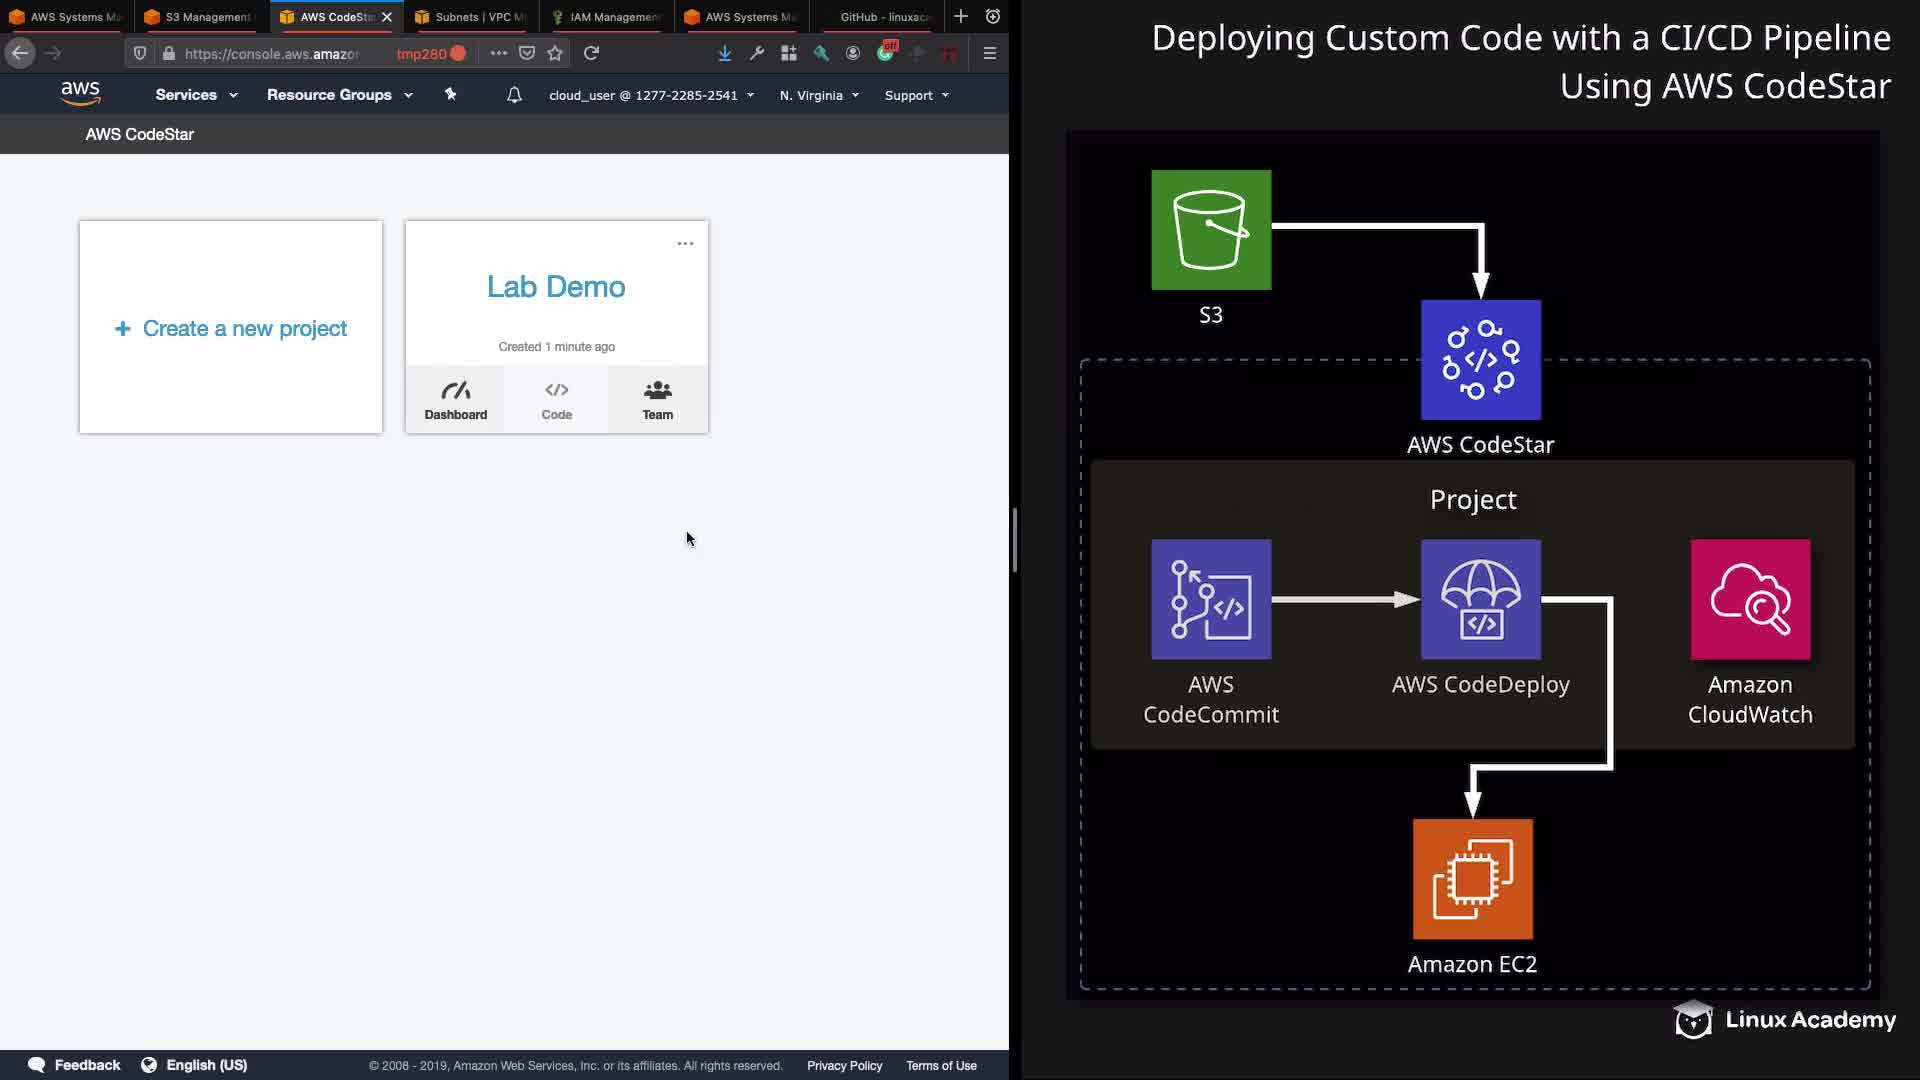 AWS Systems Ma
S3 Management
AWS CodeStar
Subnets | VPC M
IAM Management
AWS Systems Ma
GitHub - linuxaca
https://console.aws.amazo
tmp280
off
aws
Services
Resource Groups
cloud_user @ 1277-2285-2541
N. Virginia
Support
AWS CodeStar
+ Create a new project
Lab Demo
Created 1 minute ago
Dashboard
Code
Team
Feedback
English (US)
© 2008 - 2019, Amazon Web Services, Inc. or its affiliates. All rights reserved.
Privacy Policy
Terms of Use
Deploying Custom Code with a CI/CD Pipeline
Using AWS CodeStar
S3
AWS CodeStar
Project
AWS
CodeCommit
AWS CodeDeploy
Amazon
CloudWatch
Amazon EC2
Linux Academy